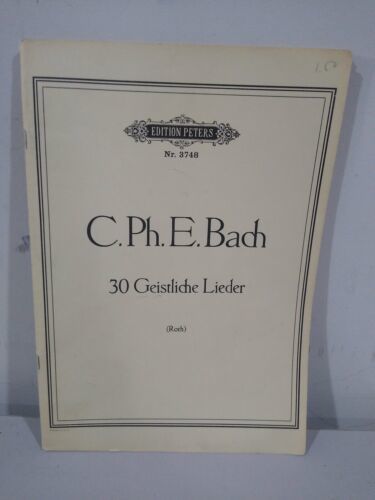 EDITION PETERS
Nr. 3748
C. Ph. E. Bach
30 Geistliche Lieder
(Roth)